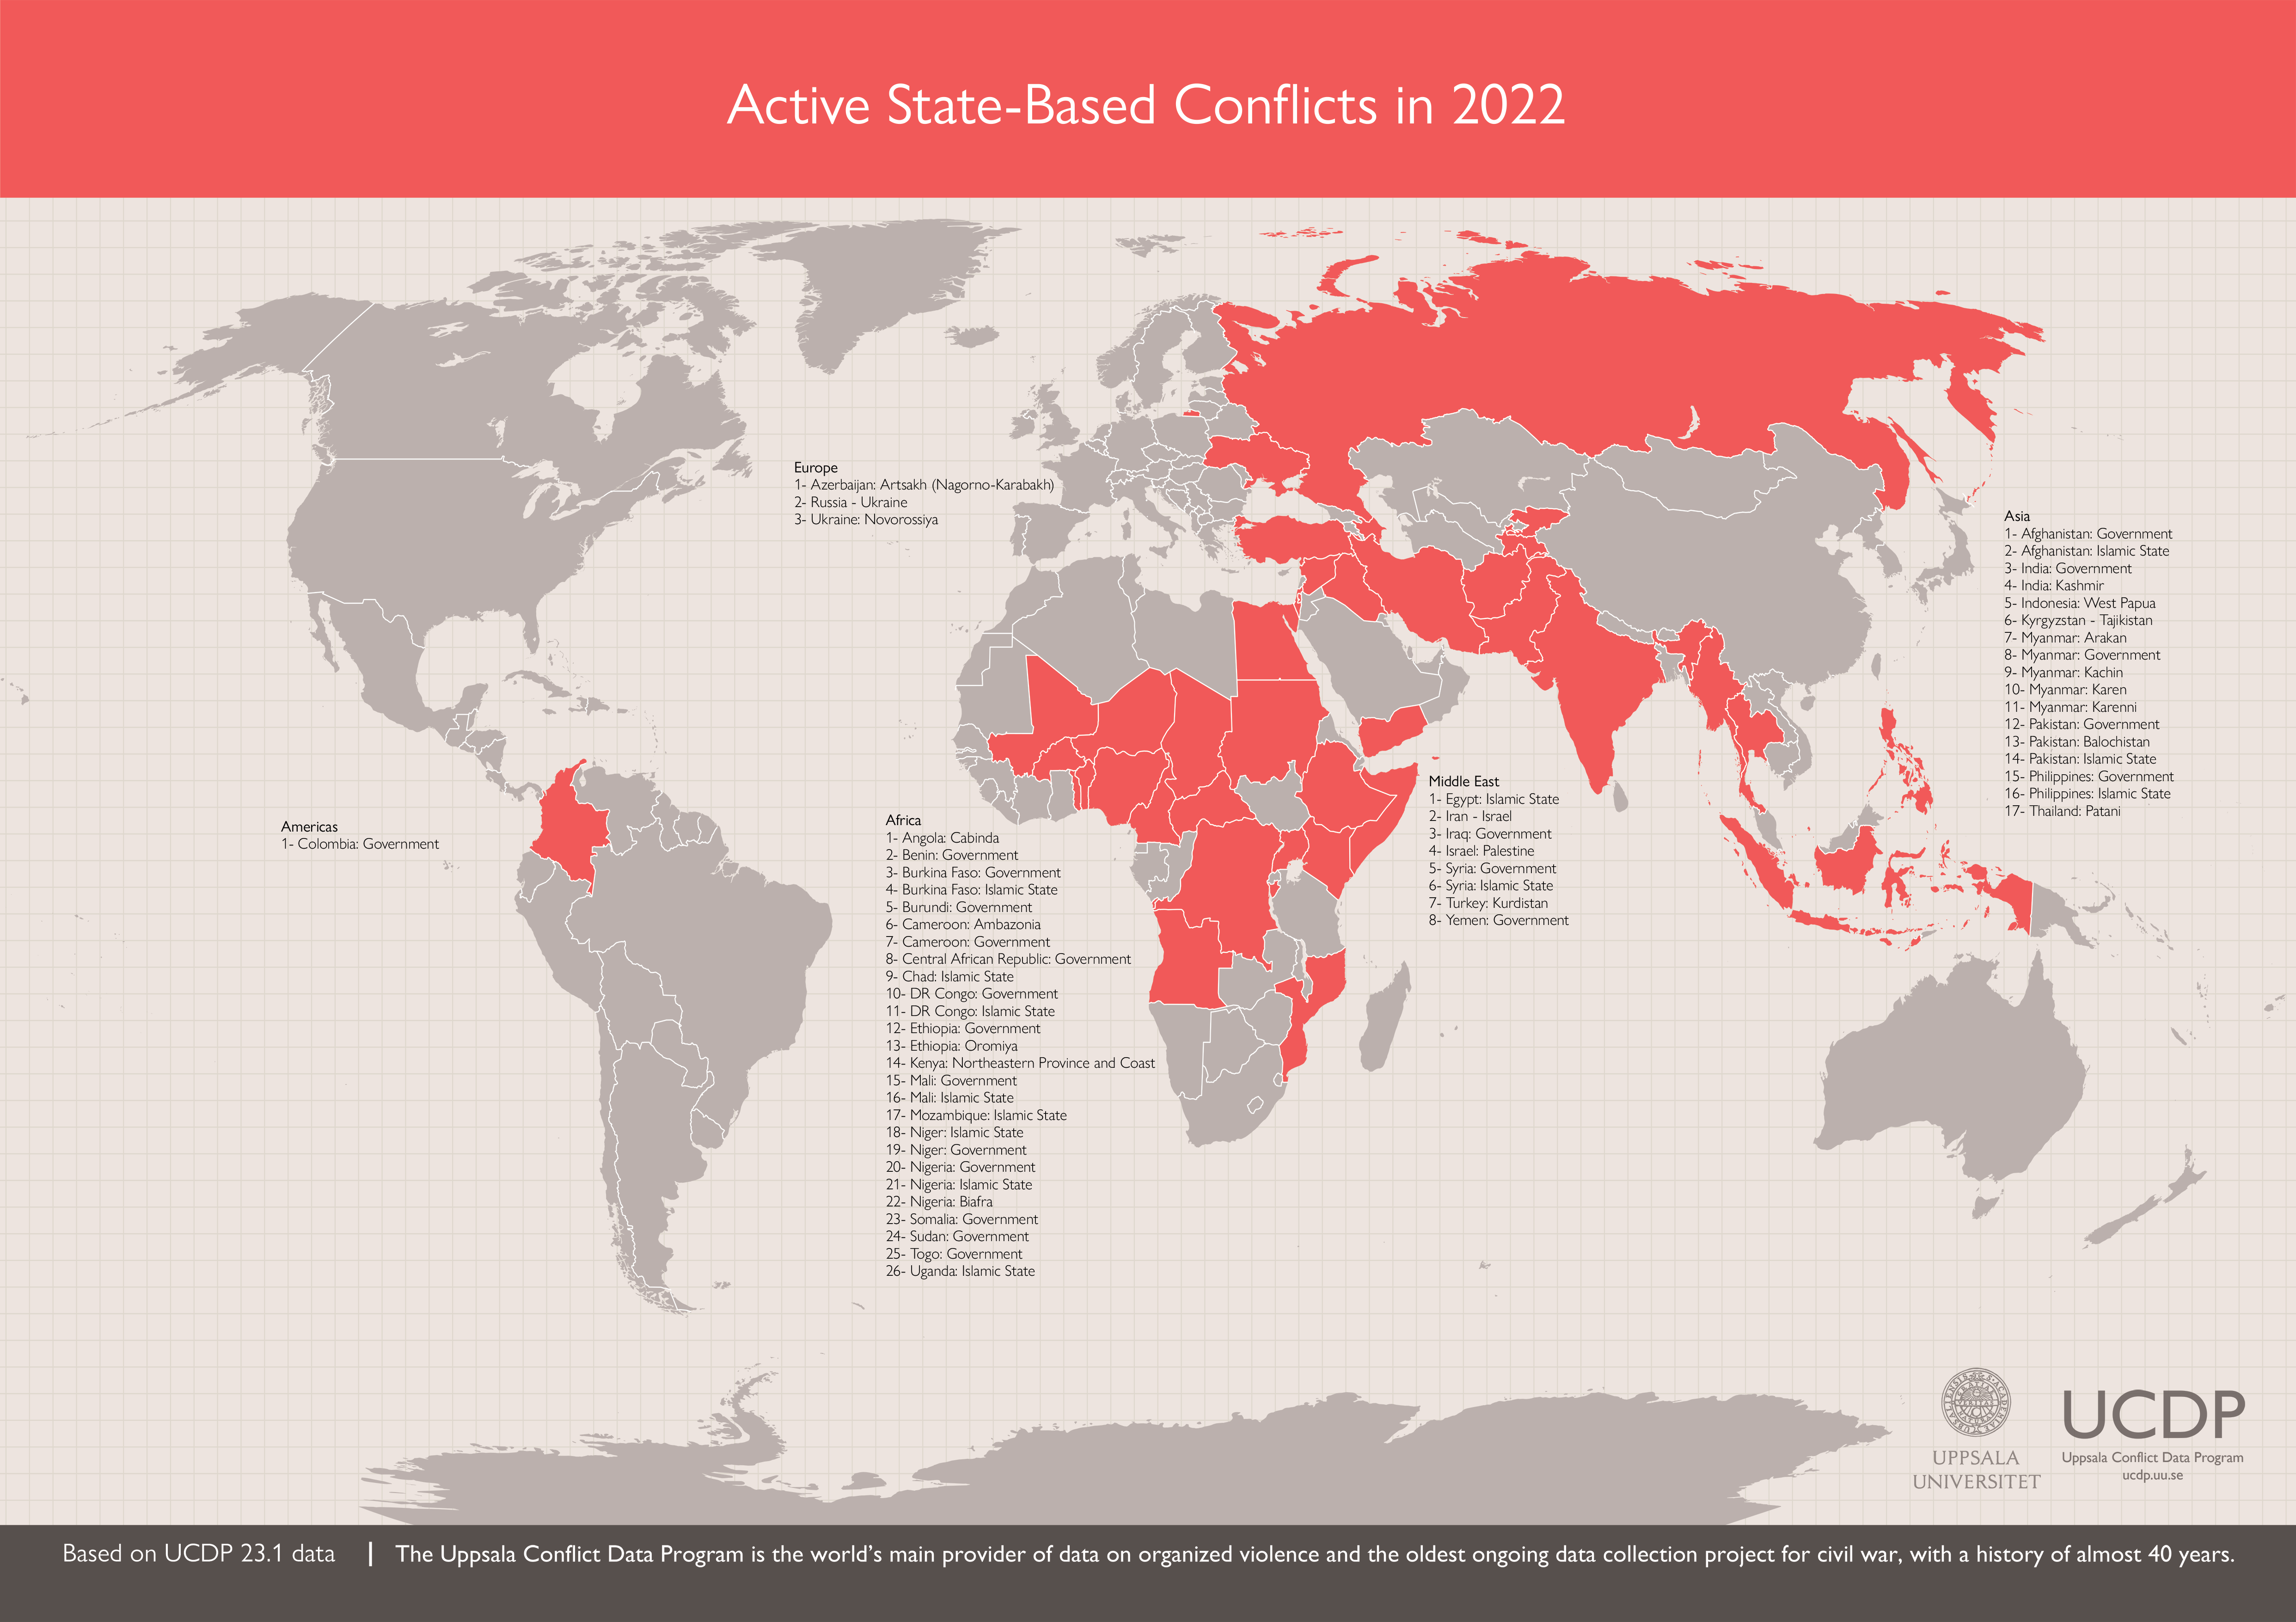 Active State-Based Conflicts in 2022
Europe
1- Azerbaijan: Artsakh (Nagorno-Karabakh)
2- Russia - Ukraine
3- Ukraine: Novorossiya
Asia
1- Afghanistan: Government
2- Afghanistan: Islamic State
3- India: Government
4- India: Kashmir
5- Indonesia: West Papua
6- Kyrgyzstan - Tajikistan
7- Myanmar: Arakan
8- Myanmar: Government
9- Myanmar: Kachin
10- Myanmar: Karen
11- Myanmar: Karenni
12- Pakistan: Government
13- Pakistan: Balochistan
14- Pakistan: Islamic State
15- Philippines: Government
16- Philippines: Islamic State
17- Thailand: Patani
Middle East
1- Egypt: Islamic State
2- Iran - Israel
3- Iraq: Government
4- Israel: Palestine
5- Syria: Government
6- Syria: Islamic State
7- Turkey: Kurdistan
8- Yemen: Government
Americas
1- Colombia: Government
Africa
1- Angola: Cabinda
2- Benin: Government
3- Burkina Faso: Government
4- Burkina Faso: Islamic State
5- Burundi: Government
6- Cameroon: Ambazonia
7- Cameroon: Government
8- Central African Republic: Government
9- Chad: Islamic State
10- DR Congo: Government
11- DR Congo: Islamic State
12- Ethiopia: Government
13- Ethiopia: Oromiya
14- Kenya: Northeastern Province and Coast
15- Mali: Government
16- Mali: Islamic State
17- Mozambique: Islamic State
18- Niger: Islamic State
19- Niger: Government
20- Nigeria: Government
21- Nigeria: Islamic State
22- Nigeria: Biafra
23- Somalia: Government
24- Sudan: Government
25- Togo: Government
26- Uganda: Islamic State
UPPSALA
UNIVERSITET
UCDP
Uppsala Conflict Data Program
ucdp.uu.se
Based on UCDP 23.1 data | The Uppsala Conflict Data Program is the world's main provider of data on organized violence and the oldest ongoing data collection project for civil war, with a history of almost 40 years.